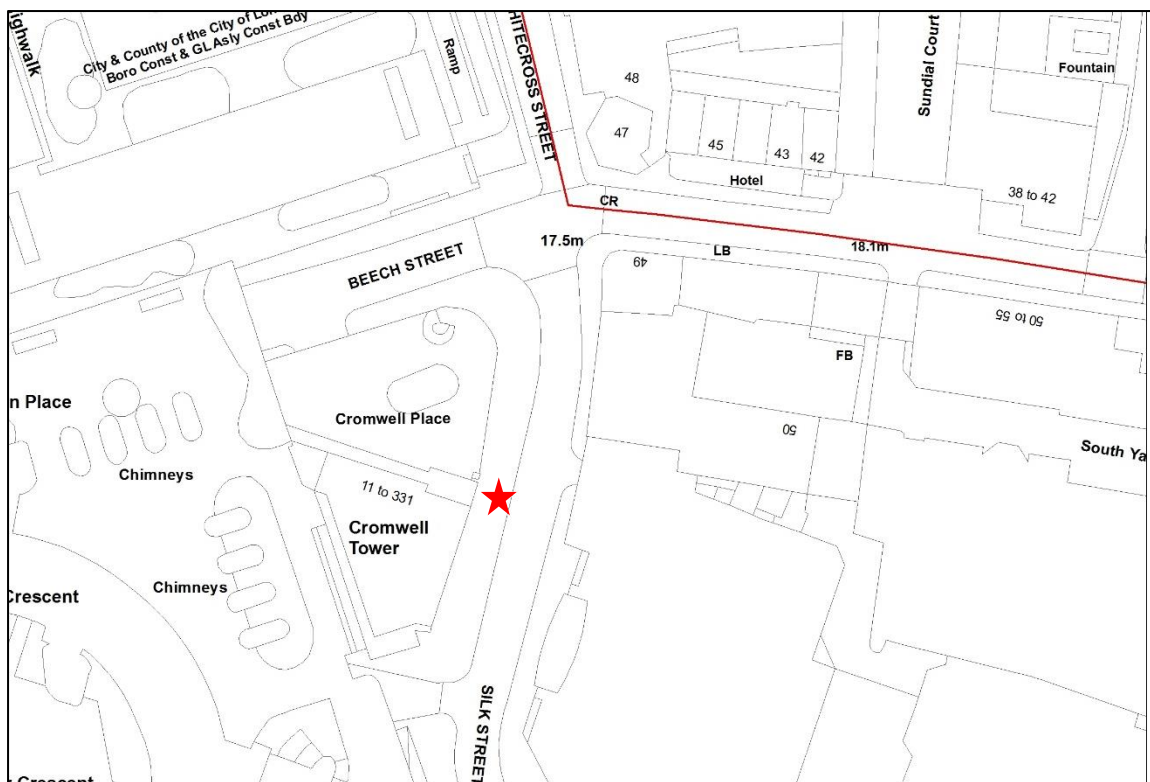 ighwalk
City & County of the City of Lon
Boro Const & GL Asly Const Bdy
Ramp
HITECROSS STREET
48
47
45
43
42
Hotel
Sundial Court
Fountain
38 to 42
CR
17.5m
LB
18.1m
BEECH STREET
49
50 to 55
FB
n Place
Cromwell Place
50
South Ya
Chimneys
11 to 331
Cromwell
Tower
Chimneys
Crescent
SILK STREET
Crescent